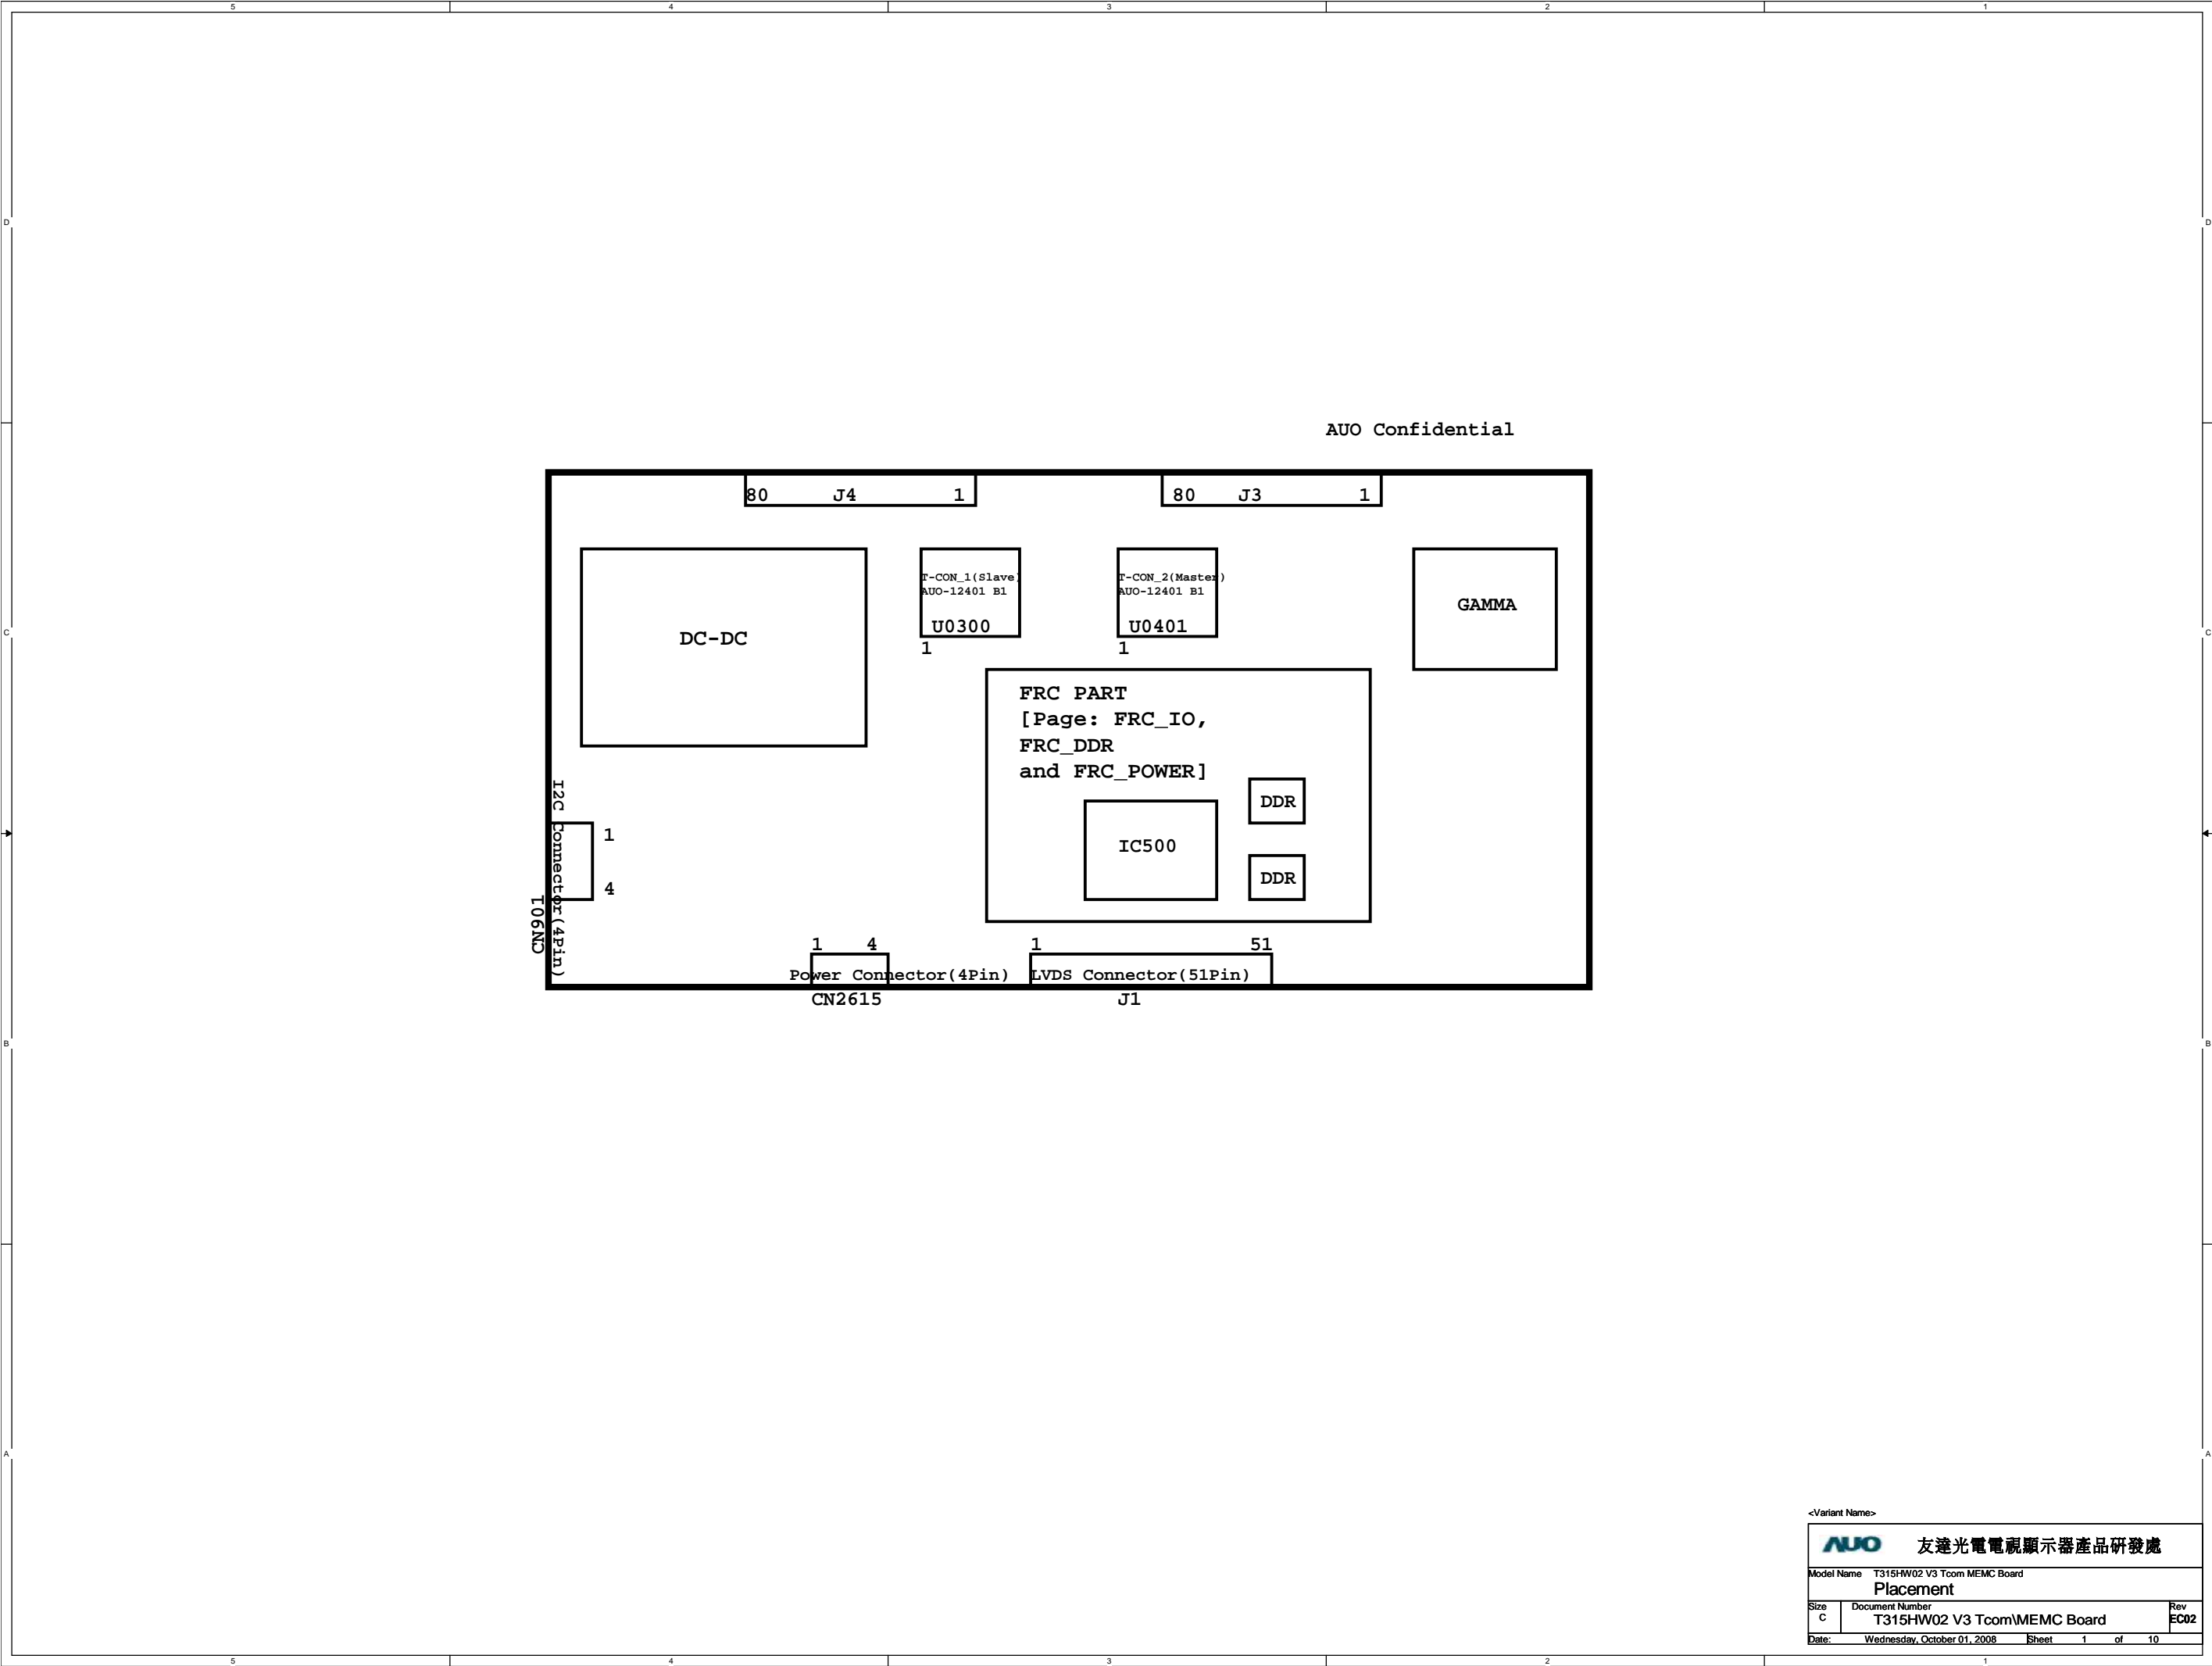 5 4 3 2 1
D D
AUO Confidential
80 J4 1
80 J3 1
DC-DC
T-CON_1(Slave)
AUO-12401 B1
U0300
1
T-CON_2(Master)
AUO-12401 B1
U0401
1
GAMMA
C C
FRC PART
[Page: FRC_IO,
FRC_DDR
and FRC_POWER]
DDR
IC500
DDR
I2C Connector(4Pin)
1
4
CN901
1 4
Power Connector(4Pin)
CN2615
1 51
LVDS Connector(51Pin)
J1
B B
A A
<Variant Name>
AUO 友達光電電視顯示器產品研發處
Model Name T315HW02 V3 Tcom MEMC Board
Placement
Size Document Number Rev
C T315HW02 V3 Tcom\MEMC Board EC02
Date: Wednesday, October 01, 2008 Sheet 1 of 10
5 4 3 2 1